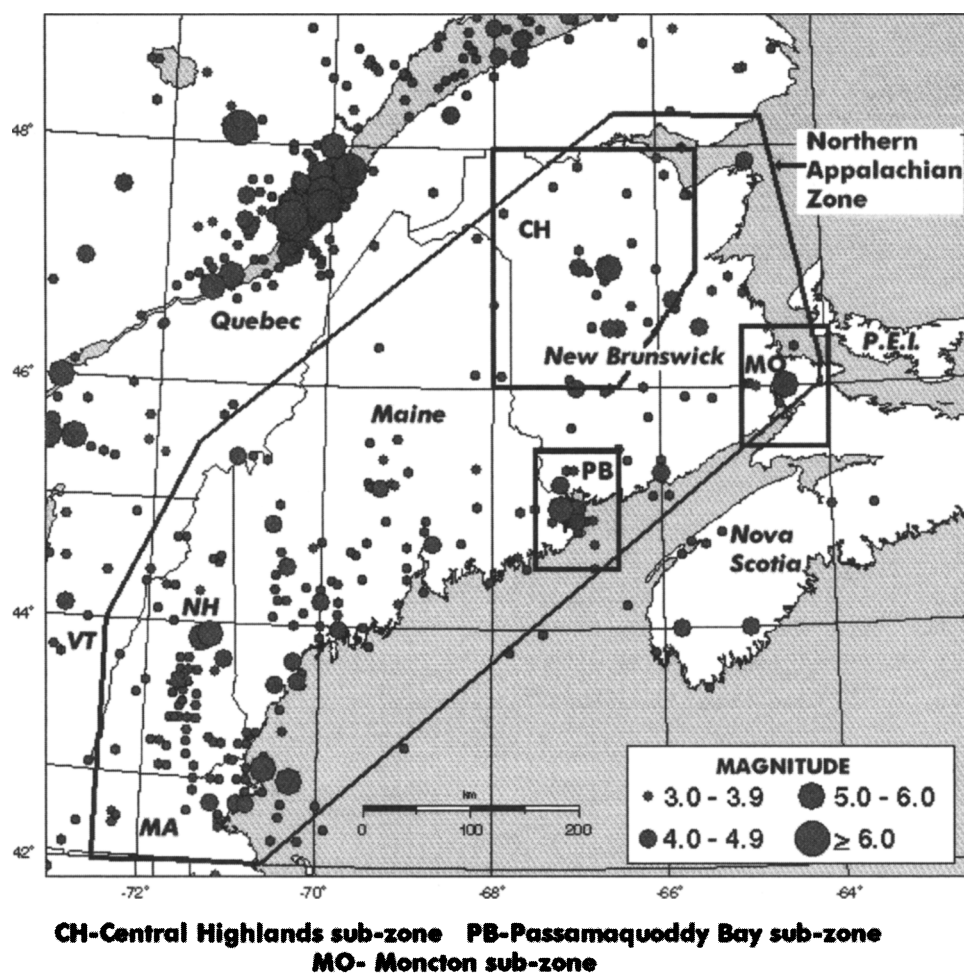 48°
46°
44°
42°
-72°
-70°
-68°
-66°
-64°
Northern
Appalachian
Zone
CH
Quebec
New Brunswick
P.E.I.
MO
Maine
PB
Nova
Scotia
NH
VT
MA
km
0 100 200
MAGNITUDE
3.0 - 3.9 5.0 - 6.0
4.0 - 4.9 ≥ 6.0
CH-Central Highlands sub-zone PB-Passamaquoddy Bay sub-zone
MO- Moncton sub-zone